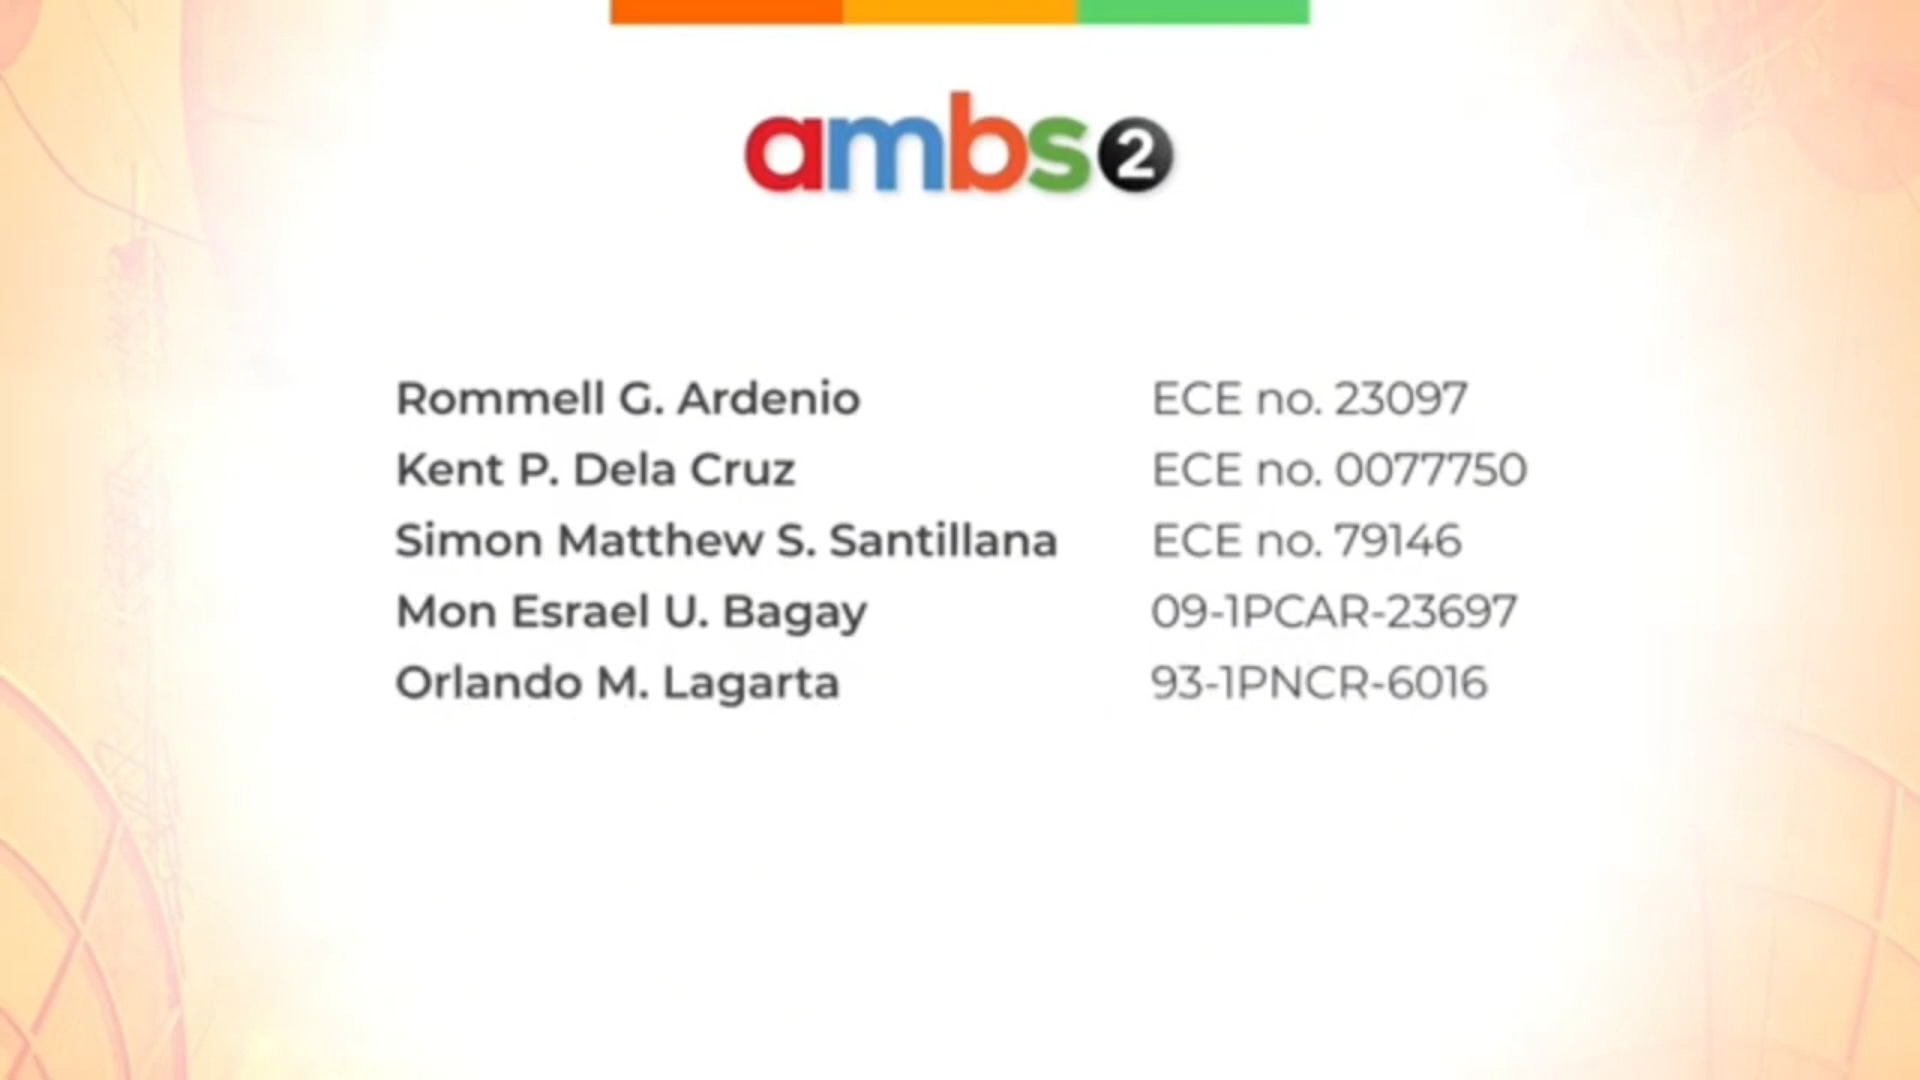 ambs2
Rommell G. Ardenio ECE no. 23097
Kent P. Dela Cruz ECE no. 0077750
Simon Matthew S. Santillana ECE no. 79146
Mon Esrael U. Bagay 09-1PCAR-23697
Orlando M. Lagarta 93-1PNCR-6016